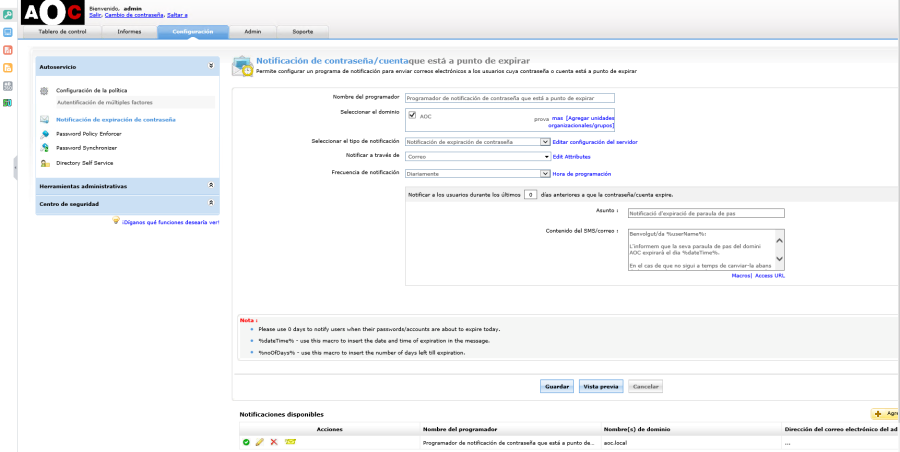 AOC
Bienvenido, admin
Salir, Cambio de contraseña, Saltar a
Tablero de control Informes Configuración Admin Soporte
Autoservicio
Configuración de la política
Autentificación de múltiples factores
Notificación de expiración de contraseña
Password Policy Enforcer
Password Synchronizer
Directory Self Service
Herramientas administrativas
Centro de seguridad
¡Díganos qué funciones desearía ver!
Notificación de contraseña/cuentaque está a punto de expirar
Permite configurar un programa de notificación para enviar correos electrónicos a los usuarios cuya contraseña o cuenta está a punto de expirar
Nombre del programador Programador de notificación de contraseña que está a punto de expirar
Seleccionar el dominio AOC prova mas [Agregar unidades
organizacionales/grupos]
Seleccionar el tipo de notificación Notificación de expiración de contraseña Editar configuración del servidor
Notificar a través de Correo Edit Attributes
Frecuencia de notificación Diariamente Hora de programación
Notificar a los usuarios durante los últimos 0 días anteriores a que la contraseña/cuenta expire.
Asunto : Notificació d'expiració de paraula de pas
Contenido del SMS/correo : Benvolgut/da %userName%:
L'informem que la seva paraula de pas del domini
AOC expirarà el dia %dateTime%.
En el cas de que no sigui a temps de canviar-la abans
Macros| Access URL
Nota :
Please use 0 days to notify users when their passwords/accounts are about to expire today.
%dateTime% - use this macro to insert the date and time of expiration in the message.
%noOfDays% - use this macro to insert the number of days left till expiration.
Guardar Vista previa Cancelar
Notificaciones disponibles Agre
Acciones Nombre del programador Nombre(s) de dominio Dirección del correo electrónico del ad
Programador de notificación de contraseña que está a punto de... aoc.local ...